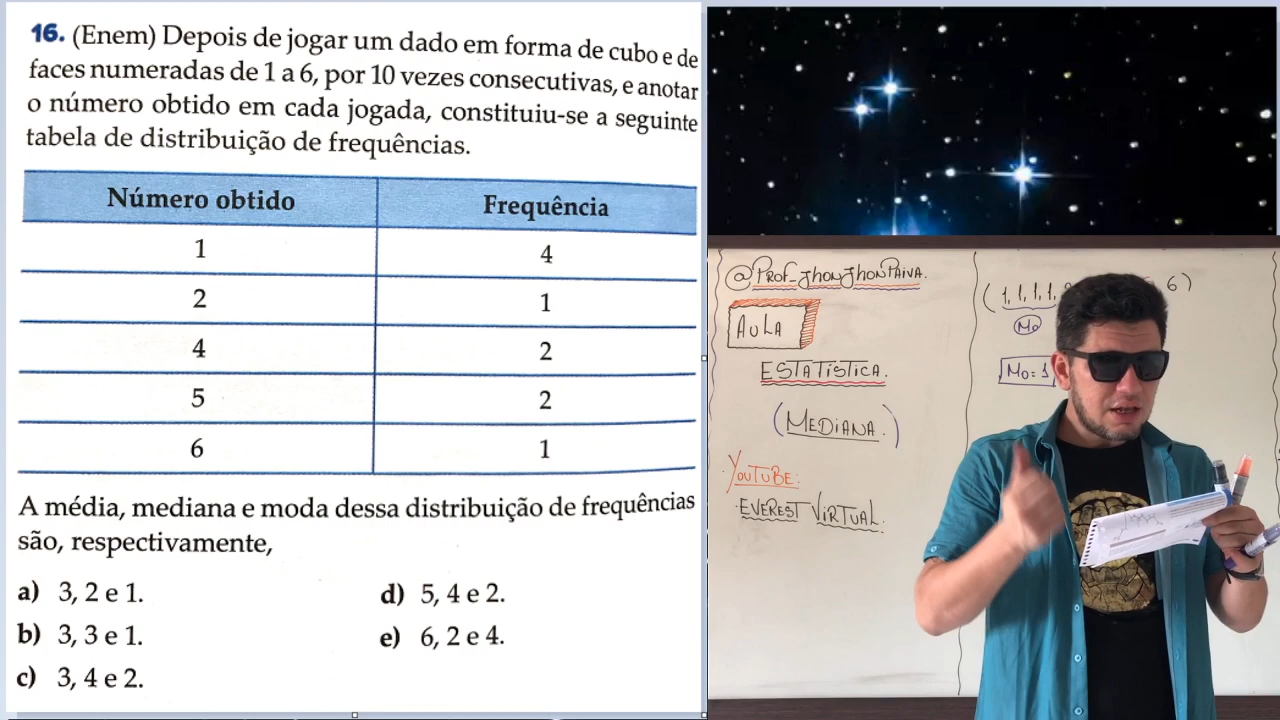 16. (Enem) Depois de jogar um dado em forma de cubo e de
faces numeradas de 1 a 6, por 10 vezes consecutivas, e anotar
o número obtido em cada jogada, constituiu-se a seguinte
tabela de distribuição de frequências.
Número obtido Frequência
1 4
2 1
4 2
5 2
6 1
A média, mediana e moda dessa distribuição de frequências
são, respectivamente,
a) 3, 2 e 1.
d) 5, 4 e 2.
b) 3, 3 e 1.
e) 6, 2 e 4.
c) 3, 4 e 2.
@Prof_JhonJhonPaiva.
AULA
ESTATÍSTICA.
(MEDIANA.)
YOUTUBE:
EVEREST VIRTUAL.
(1, 1, 1, 1, 6)
Mo
Mo = 1